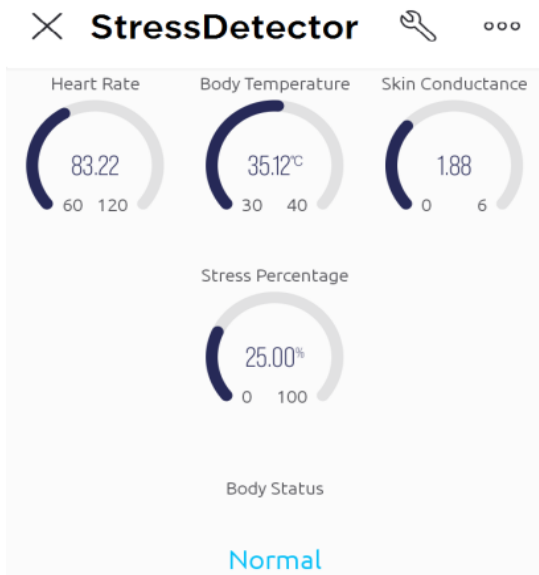 StressDetector
Heart Rate Body Temperature Skin Conductance
83.22 35.12°C 1.88
60 120 30 40 0 6
Stress Percentage
25.00%
0 100
Body Status
Normal